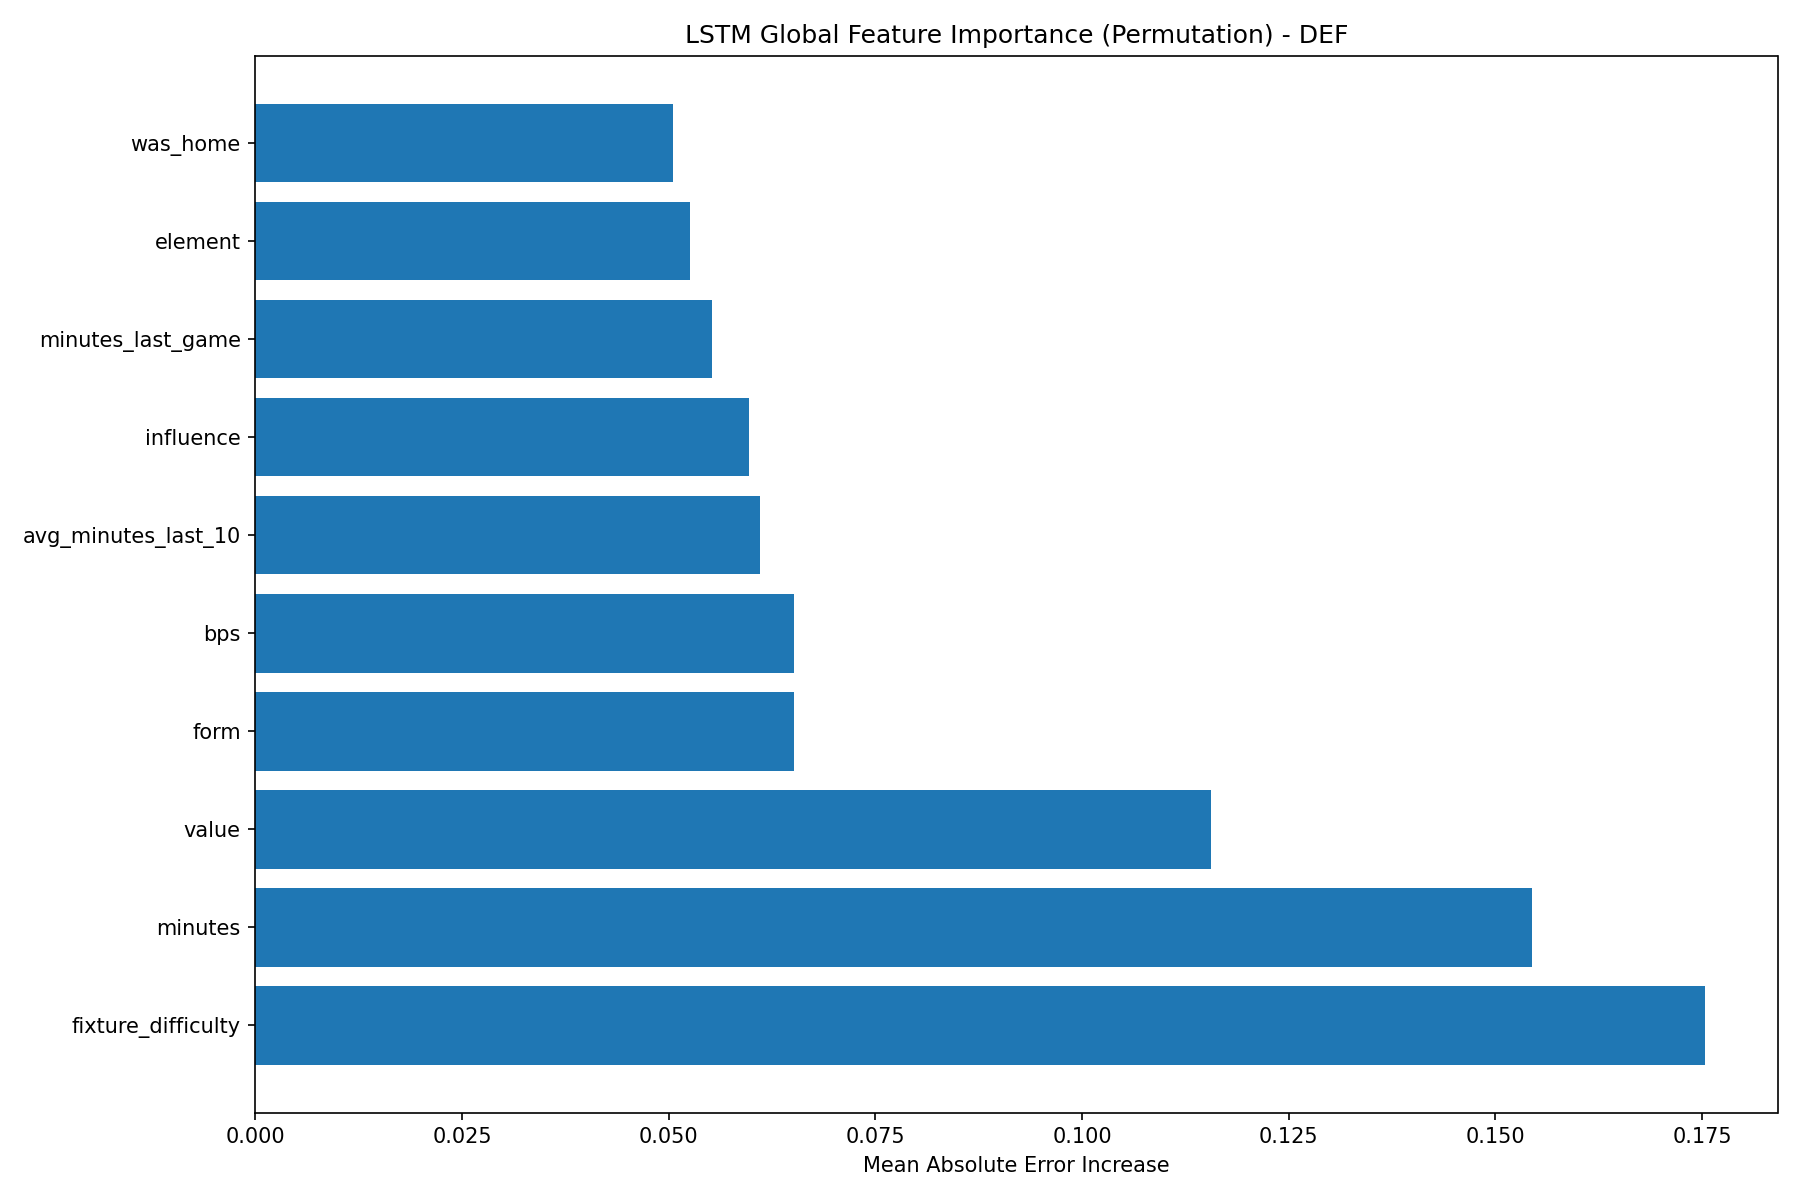 LSTM Global Feature Importance (Permutation) - DEF
was_home
element
minutes_last_game
influence
avg_minutes_last_10
bps
form
value
minutes
fixture_difficulty
0.000 0.025 0.050 0.075 0.100 0.125 0.150 0.175
Mean Absolute Error Increase